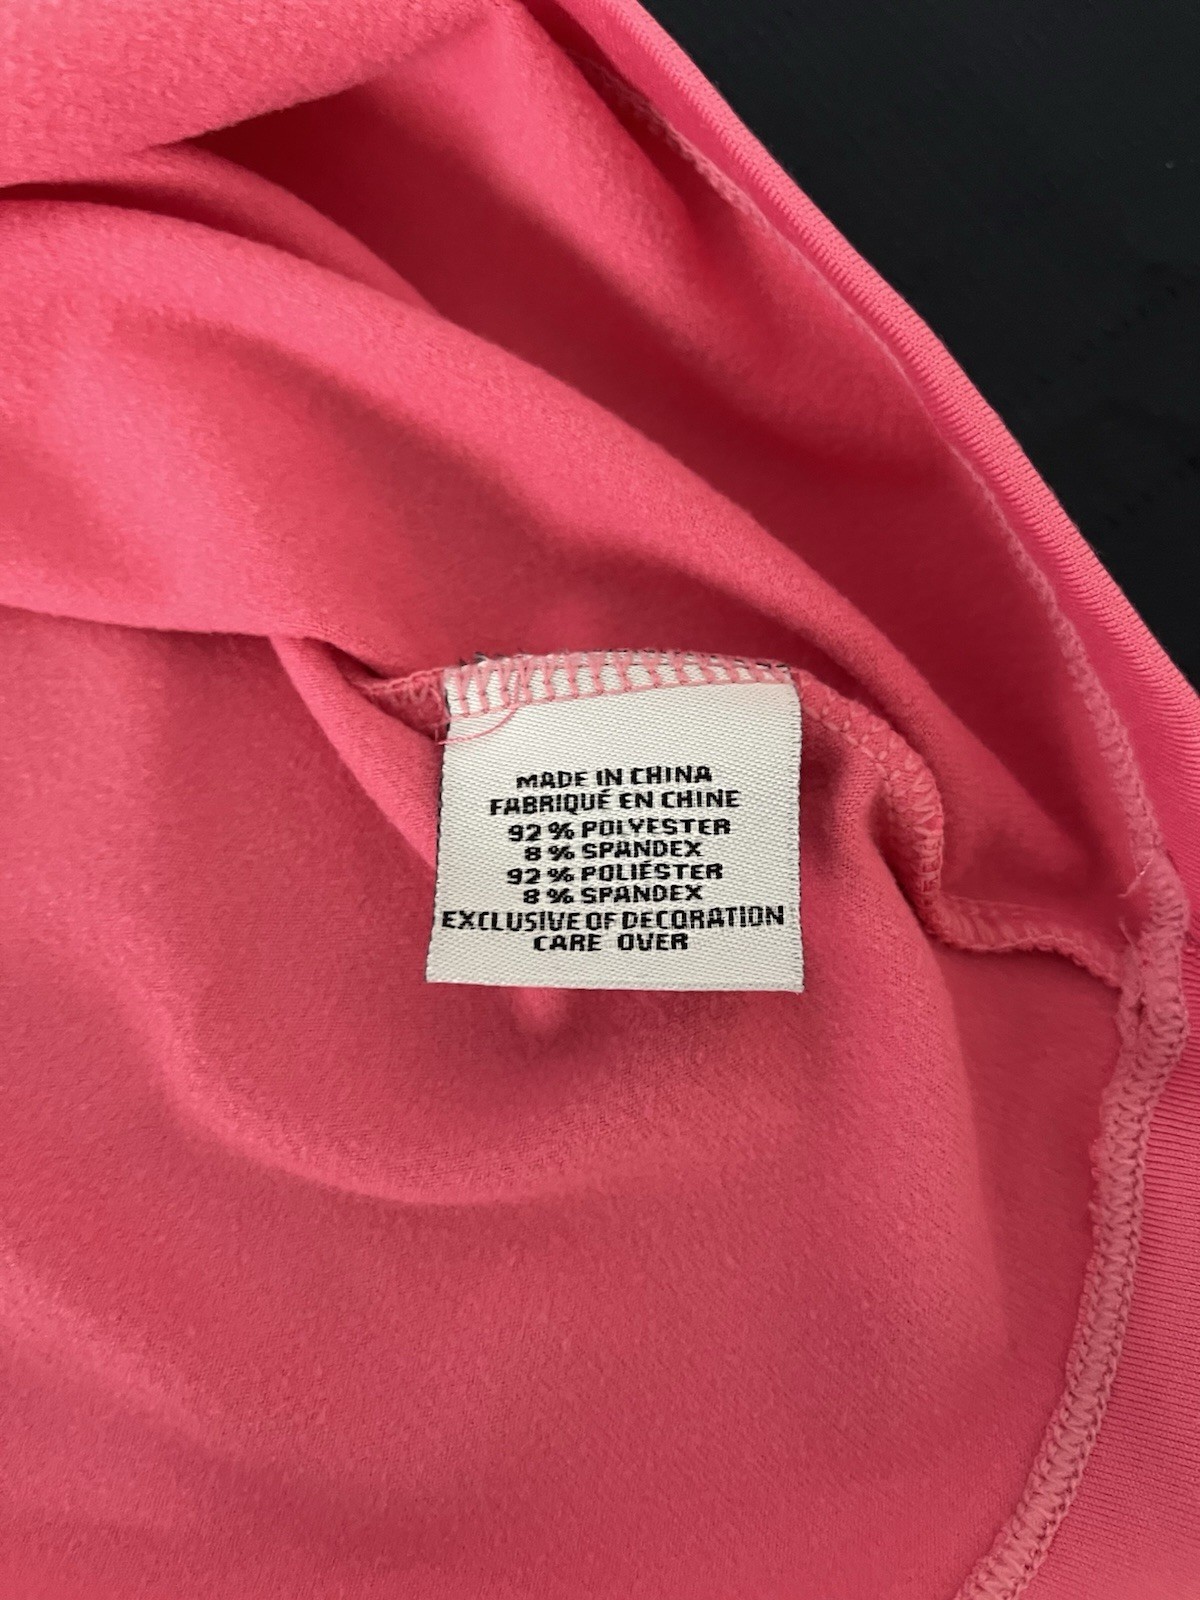 MADE IN CHINA
FABRIQUÉ EN CHINE
92 % POLYESTER
8 % SPANDEX
92 % POLIÉSTER
8 % SPANDEX
EXCLUSIVE OF DECORATION
CARE OVER